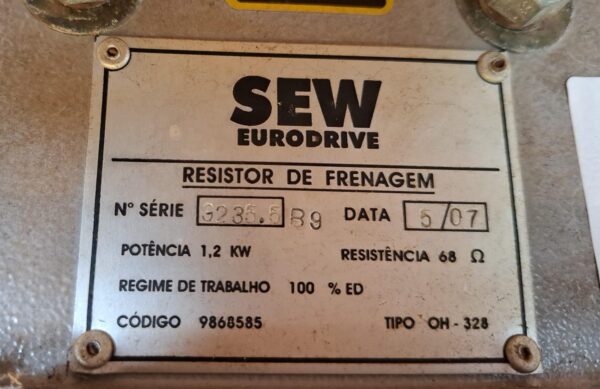 SEW
EURODRIVE
RESISTOR DE FRENAGEM
Nº SÉRIE 9235.5 B9 DATA 5/07
POTÊNCIA 1,2 KW RESISTÊNCIA 68 Ω
REGIME DE TRABALHO 100 % ED
CÓDIGO 9868585 TIPO OH - 328